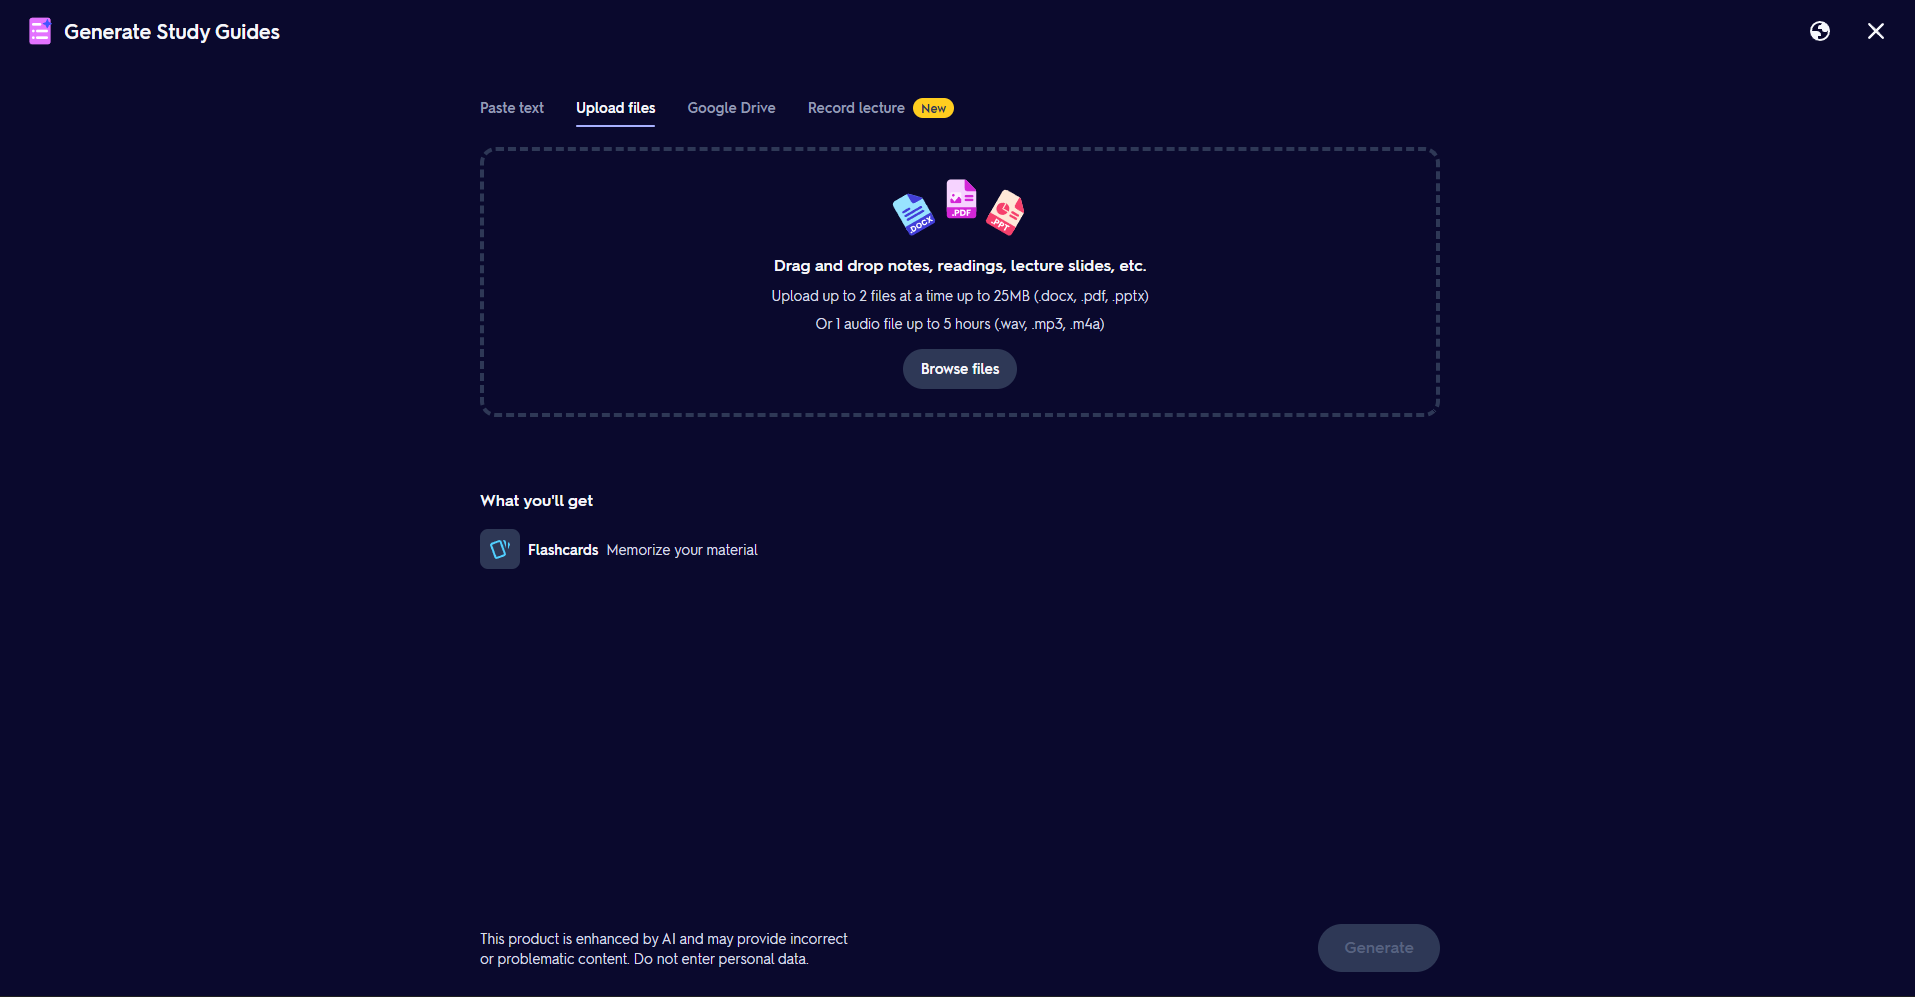 Generate Study Guides
Paste text
Upload files
Google Drive
Record lecture
New
.DOCX
.PDF
.PPT
Drag and drop notes, readings, lecture slides, etc.
Upload up to 2 files at a time up to 25MB (.docx, .pdf, .pptx)
Or 1 audio file up to 5 hours (.wav, .mp3, .m4a)
Browse files
What you'll get
Flashcards Memorize your material
This product is enhanced by AI and may provide incorrect
or problematic content. Do not enter personal data.
Generate